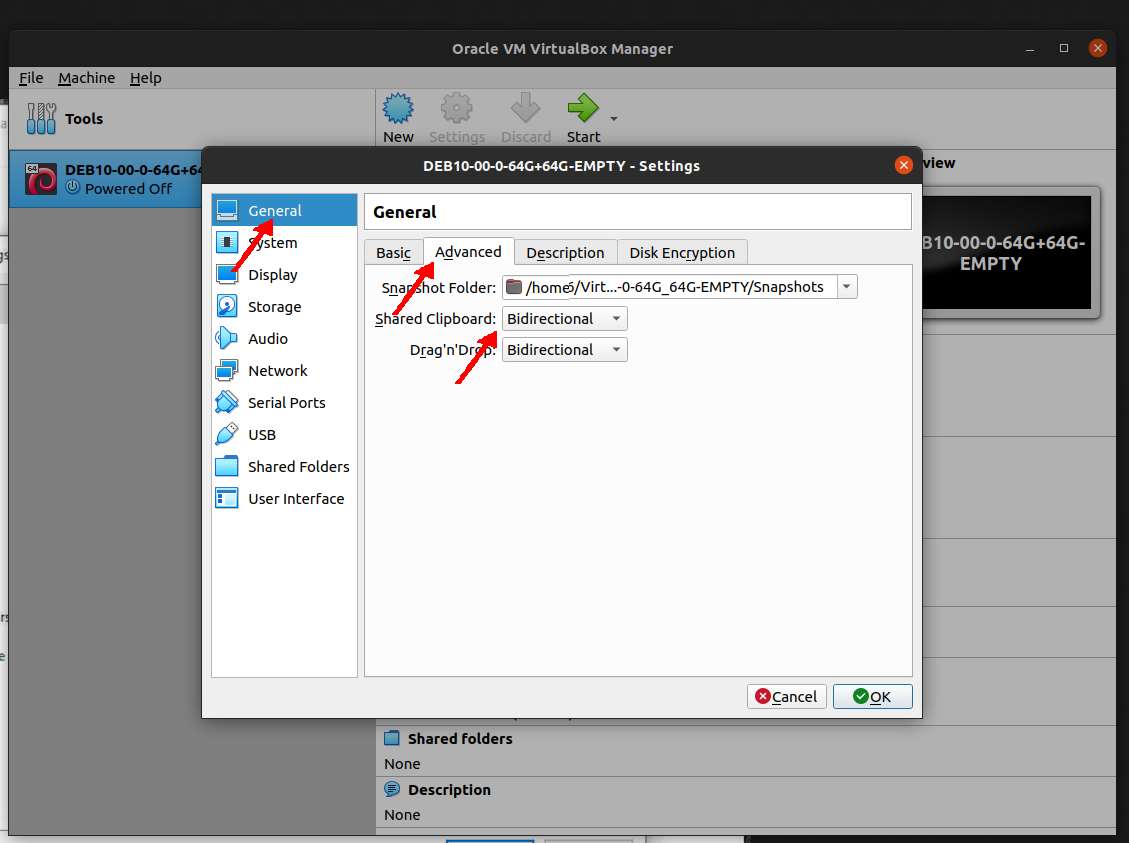 Oracle VM VirtualBox Manager
File Machine Help
Tools
New Settings Discard Start
64 DEB10-00-0-64G+64
Powered Off
view
B10-00-0-64G+64G-
EMPTY
DEB10-00-0-64G+64G-EMPTY - Settings
General
System
Display
Storage
Audio
Network
Serial Ports
USB
Shared Folders
User Interface
General
Basic Advanced Description Disk Encryption
Snapshot Folder: /home/Virt...-0-64G_64G-EMPTY/Snapshots
Shared Clipboard: Bidirectional
Drag'n'Drop: Bidirectional
Cancel OK
Shared folders
None
Description
None